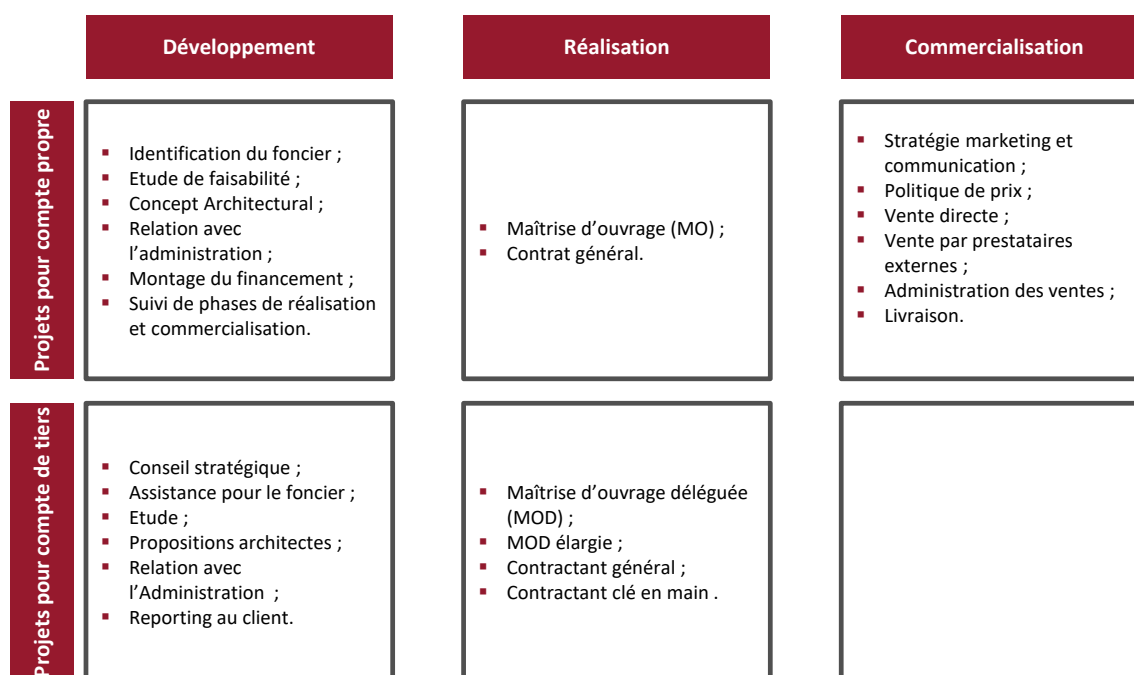 Développement
Réalisation
Commercialisation
Projets pour compte propre
Identification du foncier ;
Etude de faisabilité ;
Concept Architectural ;
Relation avec
l’administration ;
Montage du financement ;
Suivi de phases de réalisation
et commercialisation.
Maîtrise d’ouvrage (MO) ;
Contrat général.
Stratégie marketing et
communication ;
Politique de prix ;
Vente directe ;
Vente par prestataires
externes ;
Administration des ventes ;
Livraison.
Projets pour compte de tiers
Conseil stratégique ;
Assistance pour le foncier ;
Etude ;
Propositions architectes ;
Relation avec
l’Administration ;
Reporting au client.
Maîtrise d’ouvrage déléguée
(MOD) ;
MOD élargie ;
Contractant général ;
Contractant clé en main .